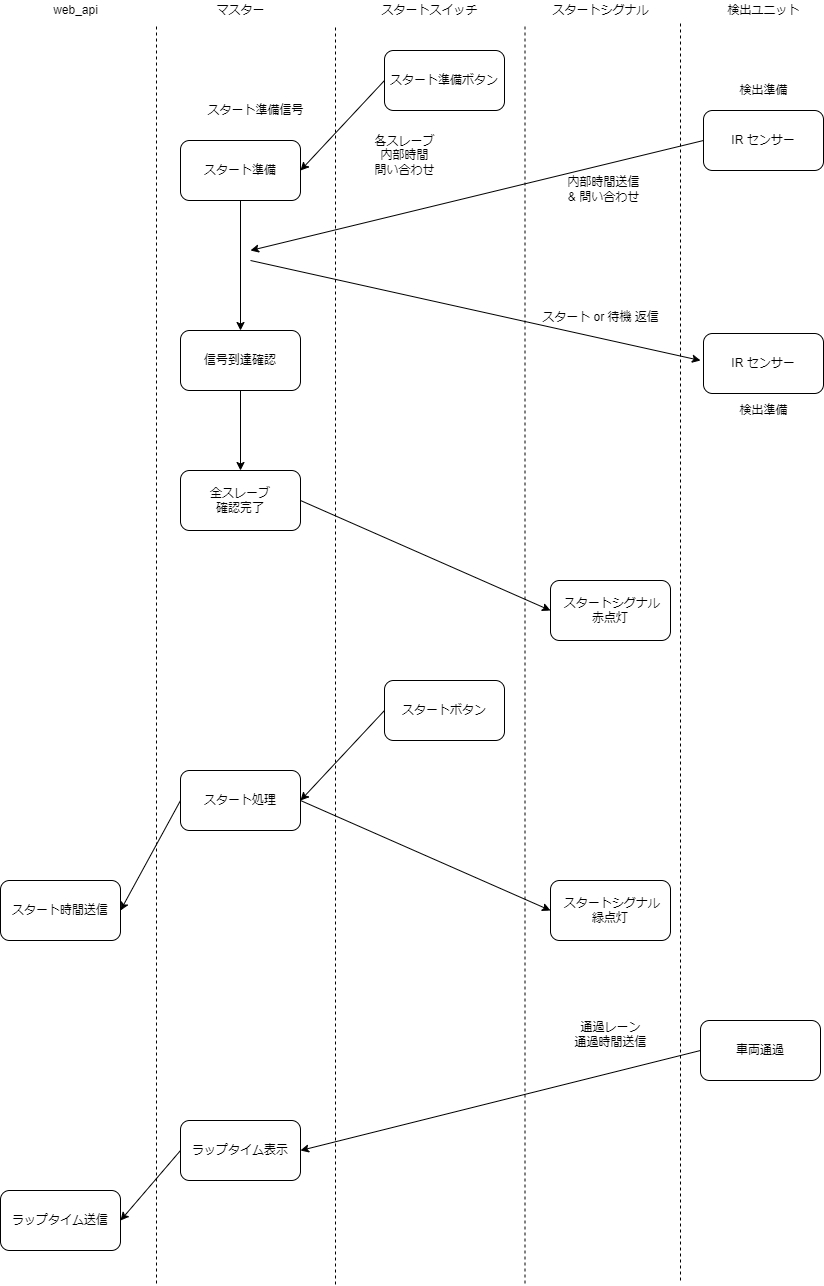 web_api
マスター
スタートスイッチ
スタートシグナル
検出ユニット
スタート準備ボタン
検出準備
スタート準備信号
IR センサー
各スレーブ
内部時間
問い合わせ
スタート準備
内部時間送信
& 問い合わせ
スタート or 待機 返信
信号到達確認
IR センサー
検出準備
全スレーブ
確認完了
スタートシグナル
赤点灯
スタートボタン
スタート処理
スタート時間送信
スタートシグナル
緑点灯
通過レーン
通過時間送信
車両通過
ラップタイム表示
ラップタイム送信